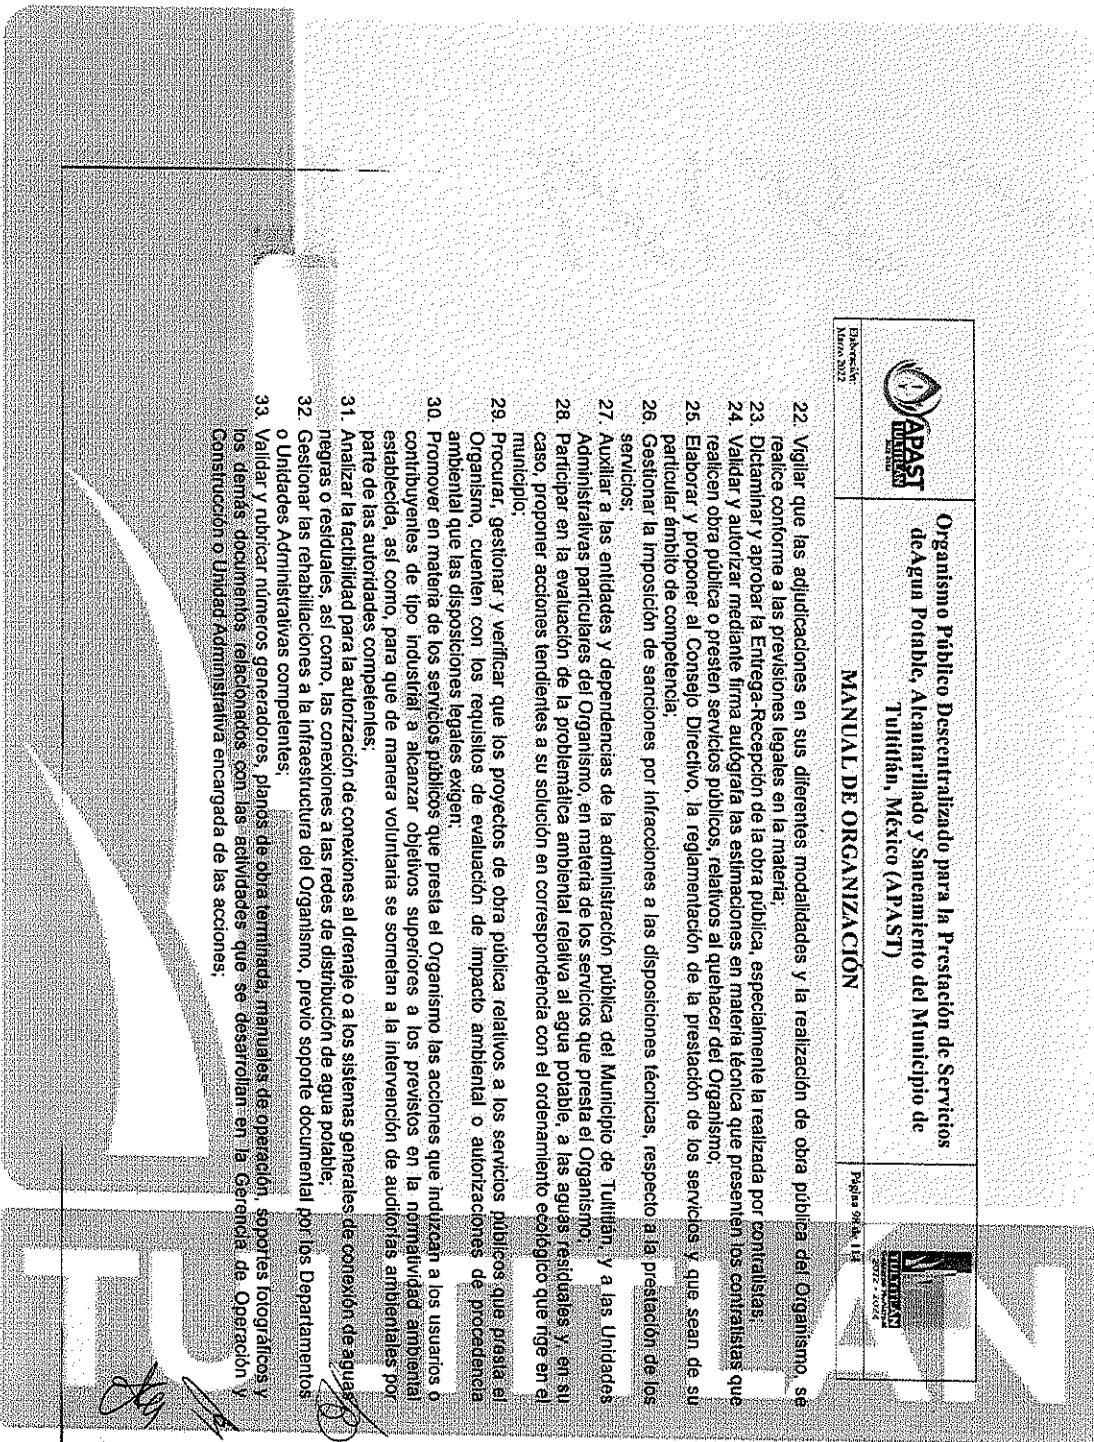 APAST
TULTITLÁN
Organismo Público Descentralizado para la Prestación de Servicios
deAgua Potable, Alcantarillado y Saneamiento del Municipio de
Tultitlán, México (APAST)
TULTITLÁN
2022 - 2024
Elaboración:
Marzo 2022
MANUAL DE ORGANIZACIÓN
Página
22. Vigilar que las adjudicaciones en sus diferentes modalidades y la realización de obra pública del Organismo, se
realice conforme a las previsiones legales en la materia;
23. Dictaminar y aprobar la Entrega-Recepción de la obra pública, especialmente la realizada por contratistas;
24. Validar y autorizar mediante firma autógrafa las estimaciones en materia técnica que presenten los contratistas que
realicen obra pública o presten servicios públicos, relativos al quehacer del Organismo;
25. Elaborar y proponer al Consejo Directivo, la reglamentación de la prestación de los servicios y que sean de su
particular ámbito de competencia;
26. Gestionar la imposición de sanciones por infracciones a las disposiciones técnicas, respecto a la prestación de los
servicios;
27. Auxiliar a las entidades y dependencias de la administración pública del Municipio de Tultitlán, y a las Unidades
Administrativas particulares del Organismo, en materia de los servicios que presta el Organismo;
28. Participar en la evaluación de la problemática ambiental relativa al agua potable, a las aguas residuales y, en su
caso, proponer acciones tendientes a su solución en correspondencia con el ordenamiento ecológico que rige en el
municipio;
29. Procurar, gestionar y verificar que los proyectos de obra pública relativos a los servicios públicos que presta el
Organismo, cuenten con los requisitos de evaluación de impacto ambiental o autorizaciones de procedencia
ambiental que las disposiciones legales exigen;
30. Promover en materia de los servicios públicos que presta el Organismo las acciones que induzcan a los usuarios o
contribuyentes de tipo industrial a alcanzar objetivos superiores a los previstos en la normatividad ambiental
establecida, así como, para que de manera voluntaria se sometan a la intervención de auditorías ambientales por
parte de las autoridades competentes;
31. Analizar la factibilidad para la autorización de conexiones al drenaje o a los sistemas generales de conexión de aguas
negras o residuales, así como, las conexiones a las redes de distribución de agua potable;
32. Gestionar las rehabilitaciones a la infraestructura del Organismo, previo soporte documental por los Departamentos
o Unidades Administrativas competentes;
33. Validar y rubricar números generadores, planos de obra terminada, manuales de operación, soportes fotográficos y
los demás documentos relacionados con las actividades que se desarrollan en la Gerencia de Operación y
Construcción o Unidad Administrativa encargada de las acciones;
TULTITLÁN